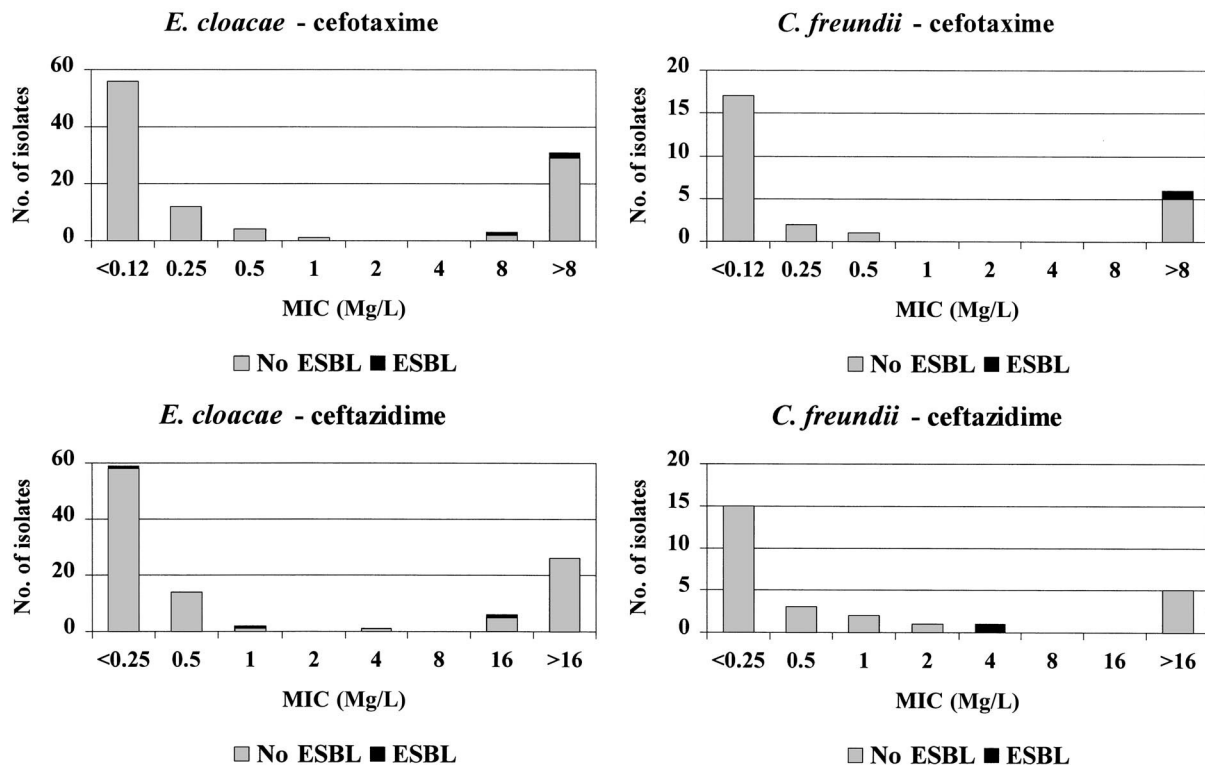 E. cloacae - cefotaxime
No. of isolates
60
40
20
0
<0.12 0.25 0.5 1 2 4 8 >8
MIC (Mg/L)
No ESBL ESBL
C. freundii - cefotaxime
No. of isolates
20
15
10
5
0
<0.12 0.25 0.5 1 2 4 8 >8
MIC (Mg/L)
No ESBL ESBL
E. cloacae - ceftazidime
No. of isolates
60
40
20
0
<0.25 0.5 1 2 4 8 16 >16
MIC (Mg/L)
No ESBL ESBL
C. freundii - ceftazidime
No. of isolates
20
15
10
5
0
<0.25 0.5 1 2 4 8 16 >16
MIC (Mg/L)
No ESBL ESBL